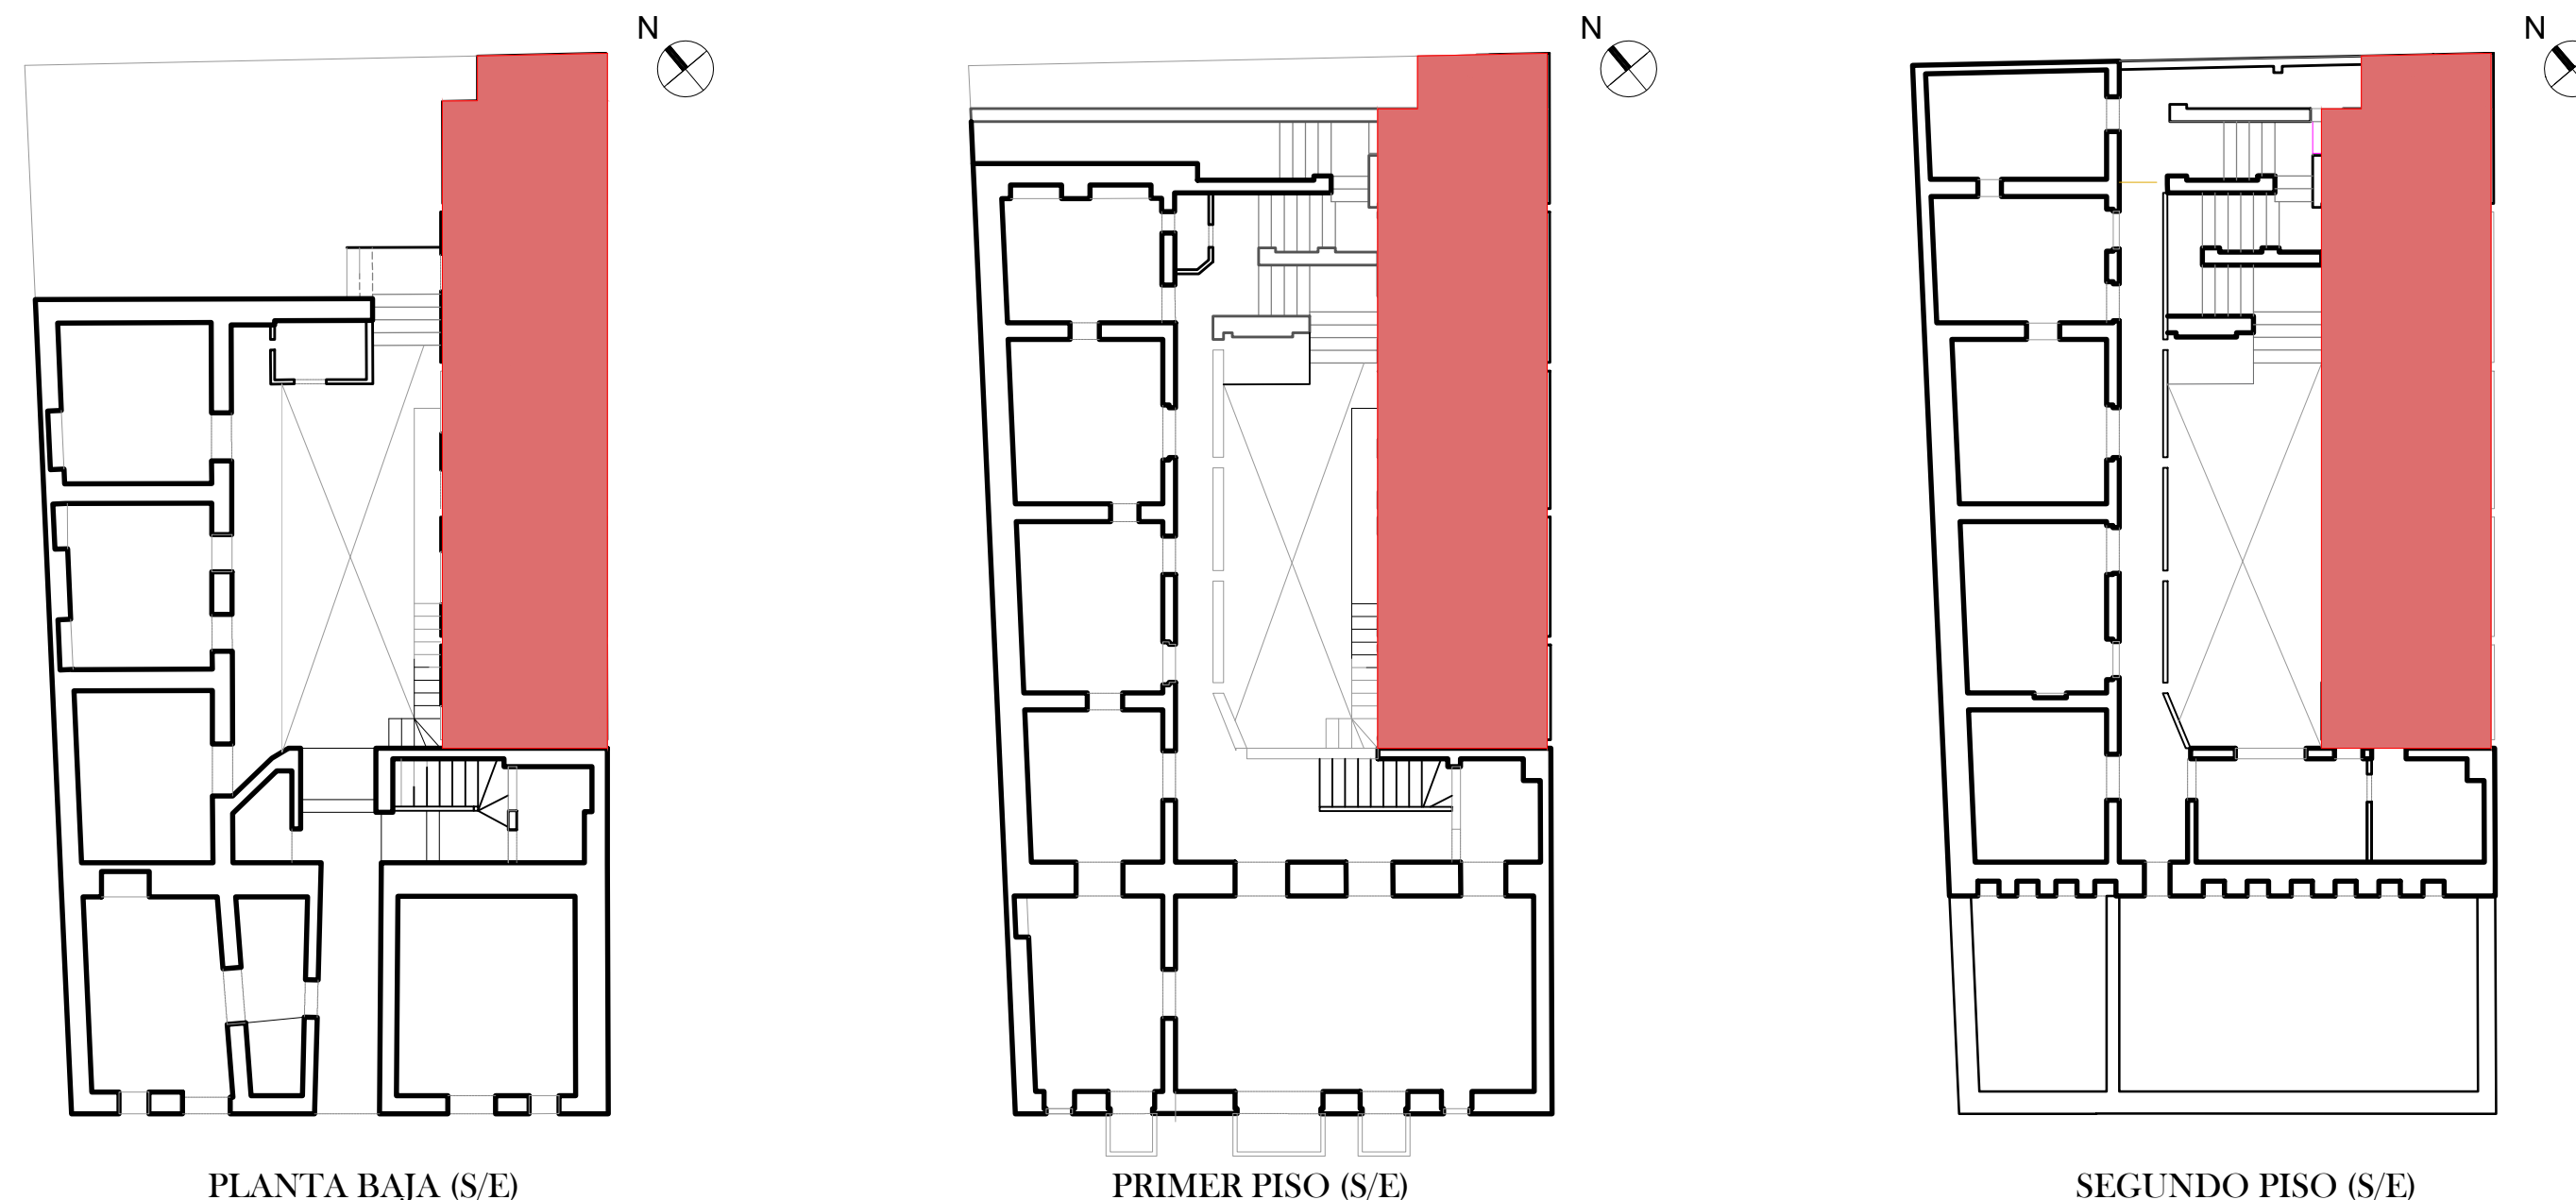 N
N
N
PLANTA BAJA (S/E)
PRIMER PISO (S/E)
SEGUNDO PISO (S/E)